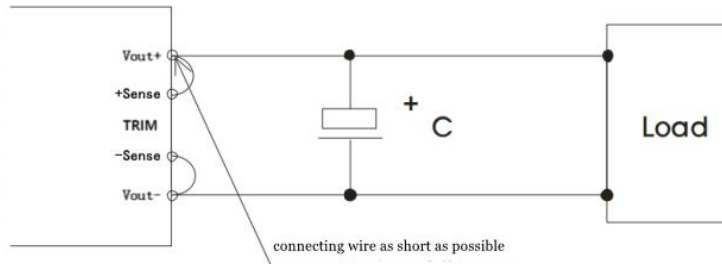 Vout+
+Sense
TRIM
-Sense
Vout-
+
C
Load
connecting wire as short as possible